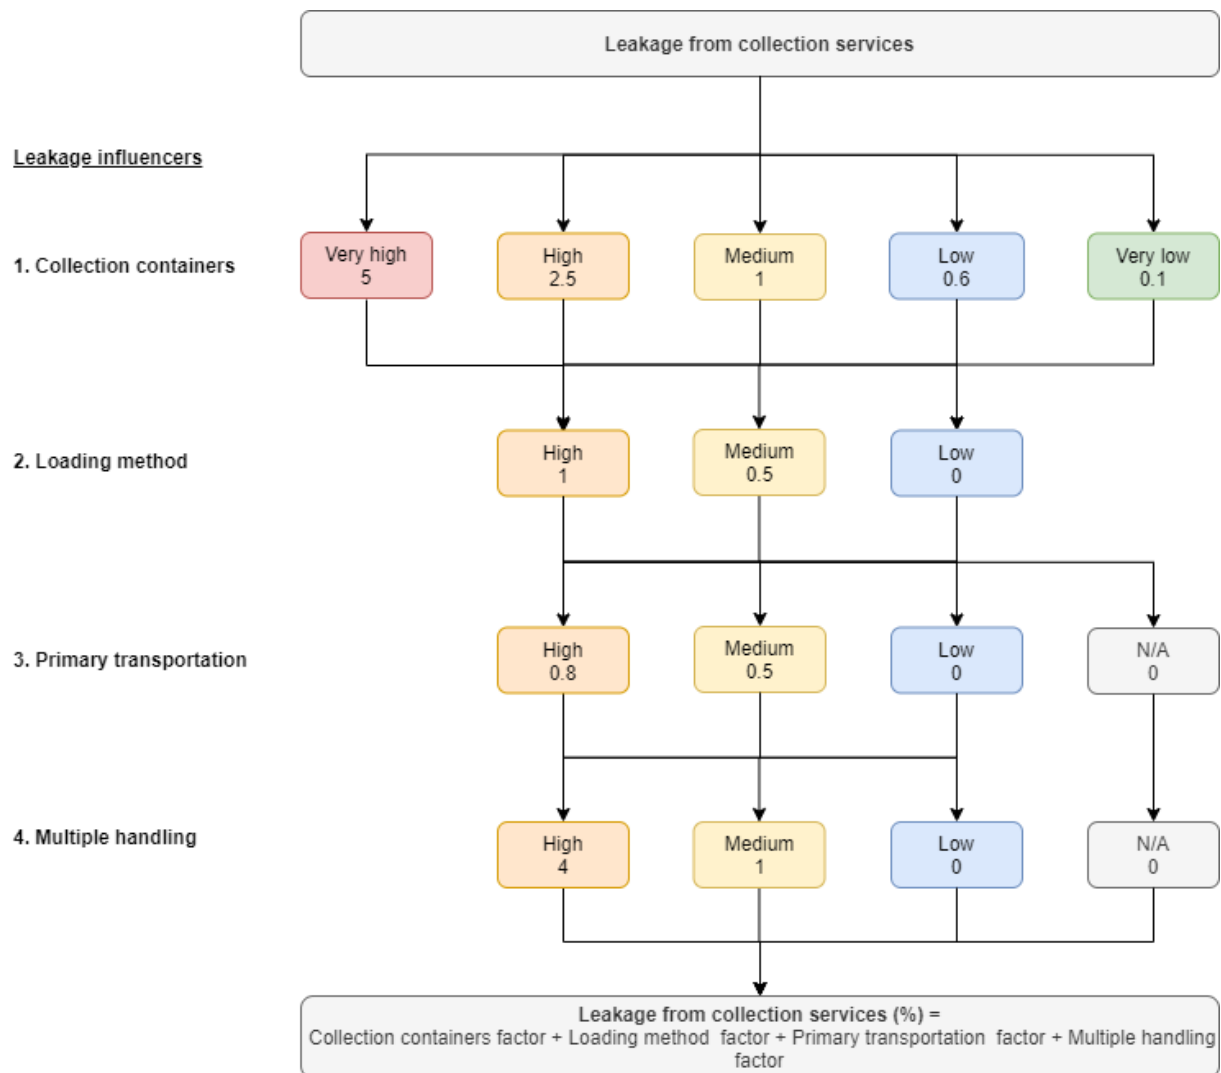 Leakage from collection services
Leakage influencers
1. Collection containers
Very high
5
High
2.5
Medium
1
Low
0.6
Very low
0.1
2. Loading method
High
1
Medium
0.5
Low
0
3. Primary transportation
High
0.8
Medium
0.5
Low
0
N/A
0
4. Multiple handling
High
4
Medium
1
Low
0
N/A
0
Leakage from collection services (%) =
Collection containers factor + Loading method factor + Primary transportation factor + Multiple handling
factor